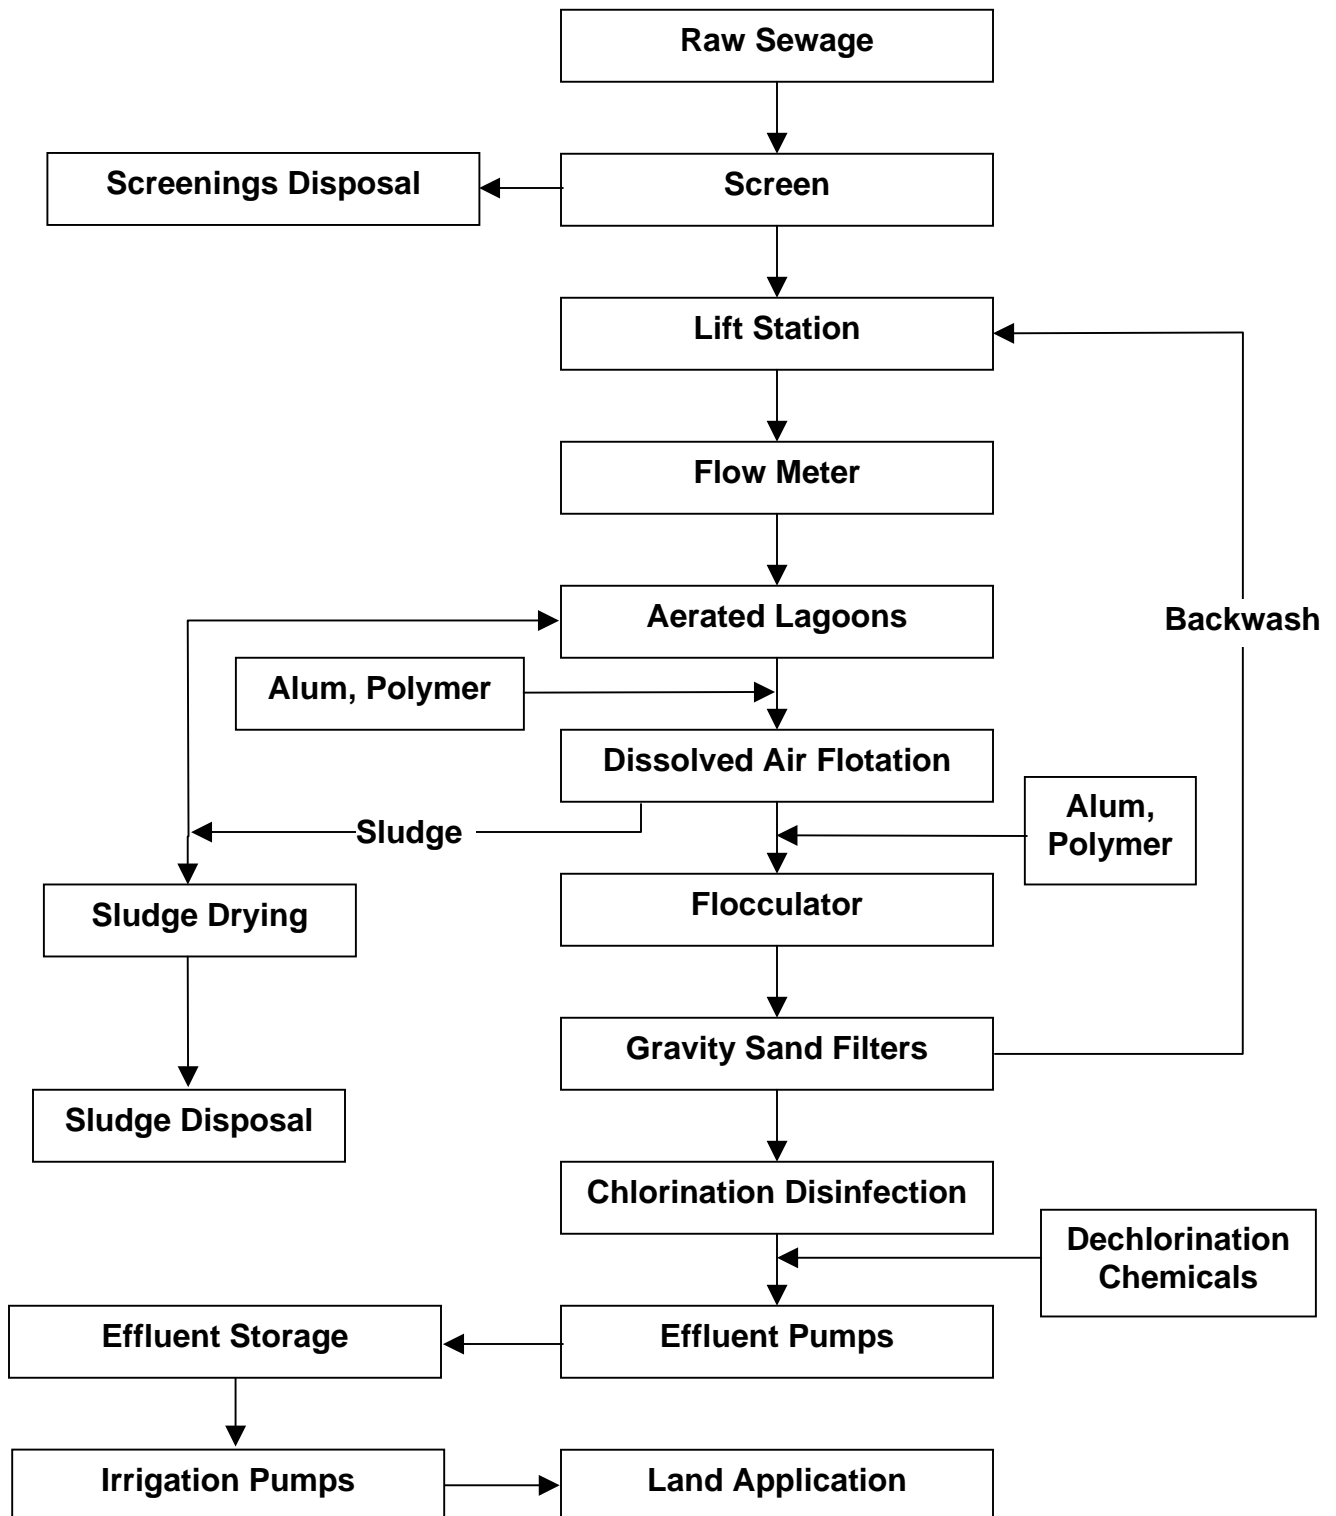 Raw Sewage
Screenings Disposal
Screen
Lift Station
Flow Meter
Aerated Lagoons
Backwash
Alum, Polymer
Dissolved Air Flotation
Alum,
Polymer
Sludge
Flocculator
Sludge Drying
Gravity Sand Filters
Sludge Disposal
Chlorination Disinfection
Dechlorination
Chemicals
Effluent Storage
Effluent Pumps
Irrigation Pumps
Land Application